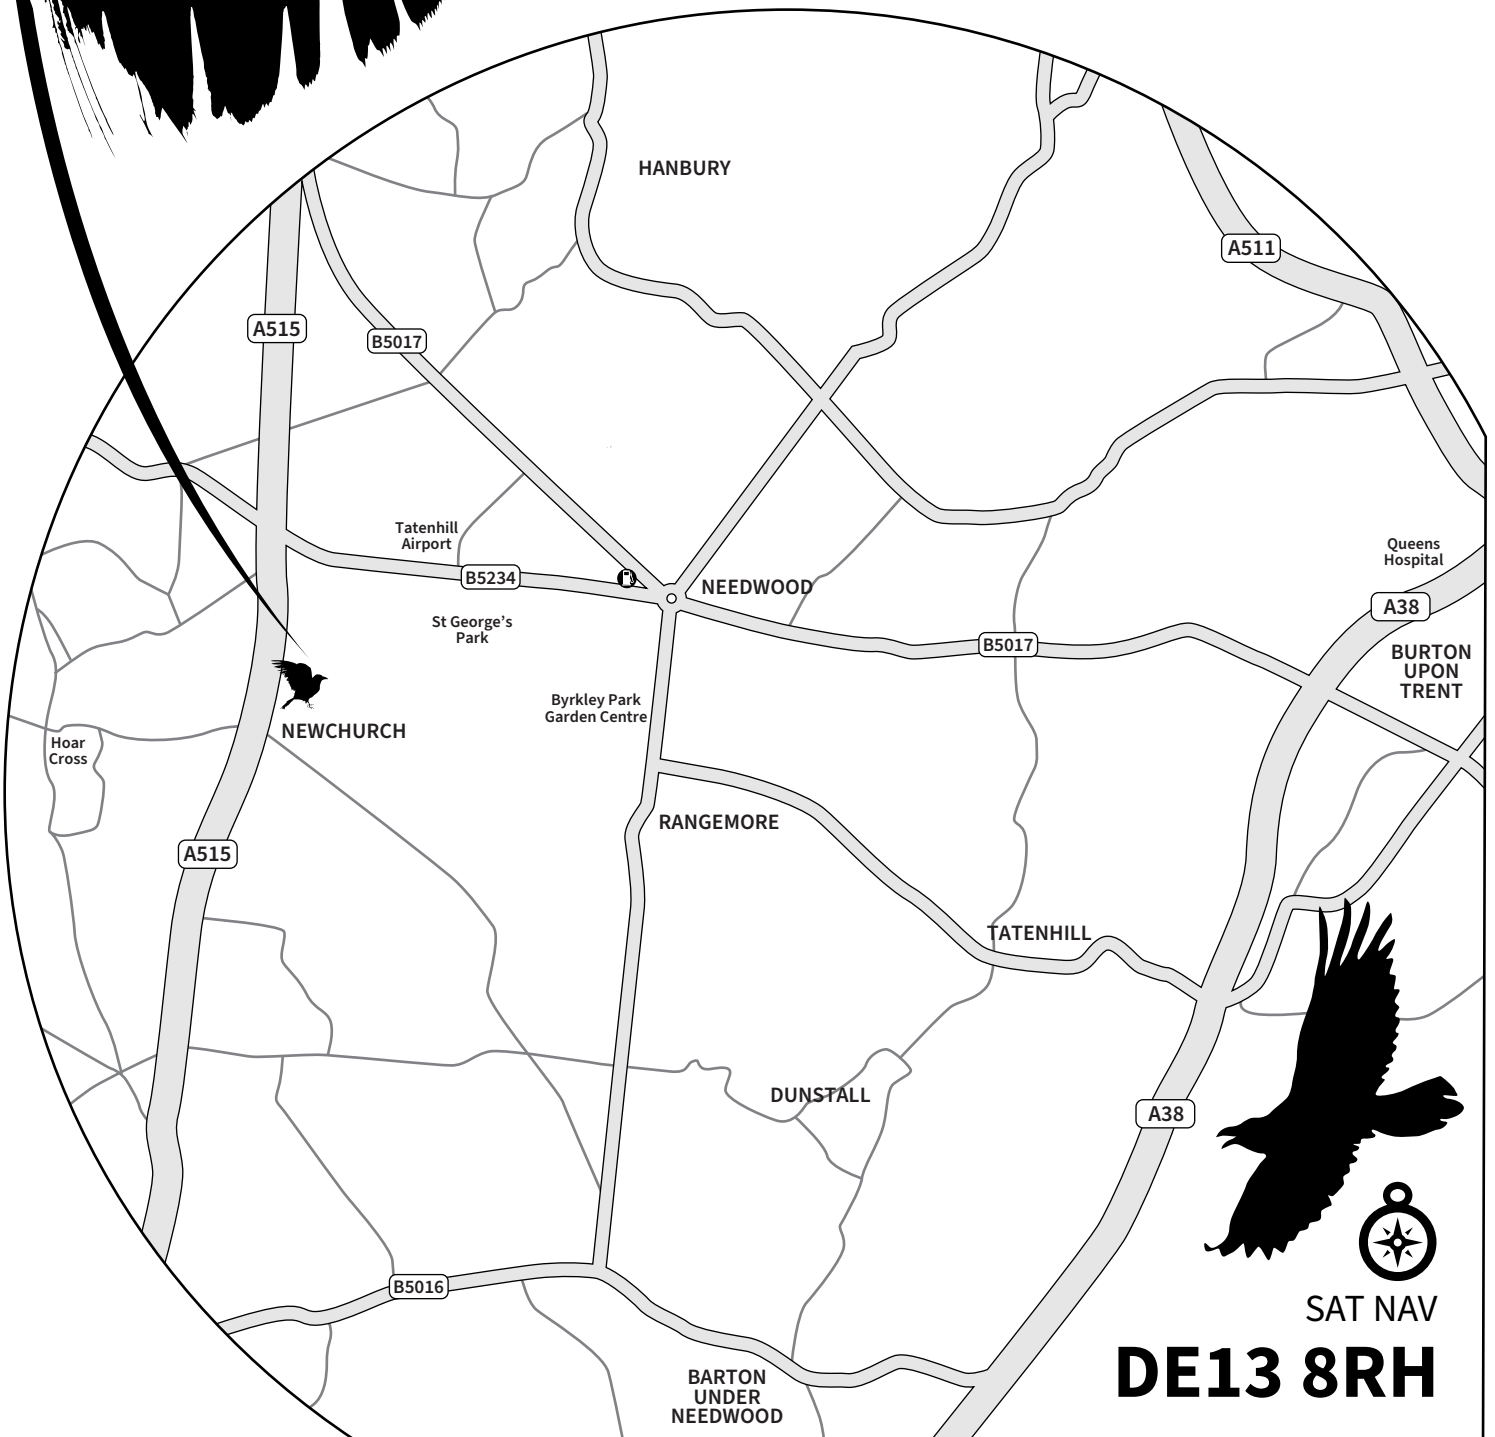 HANBURY
A511
A515
B5017
Tatenhill
Airport
B5234
NEEDWOOD
Queens
Hospital
A38
St George’s
Park
B5017
BURTON
UPON
TRENT
Byrkley Park
Garden Centre
NEWCHURCH
Hoar
Cross
RANGEMORE
A515
TATENHILL
DUNSTALL
A38
B5016
SAT NAV
DE13 8RH
BARTON
UNDER
NEEDWOOD